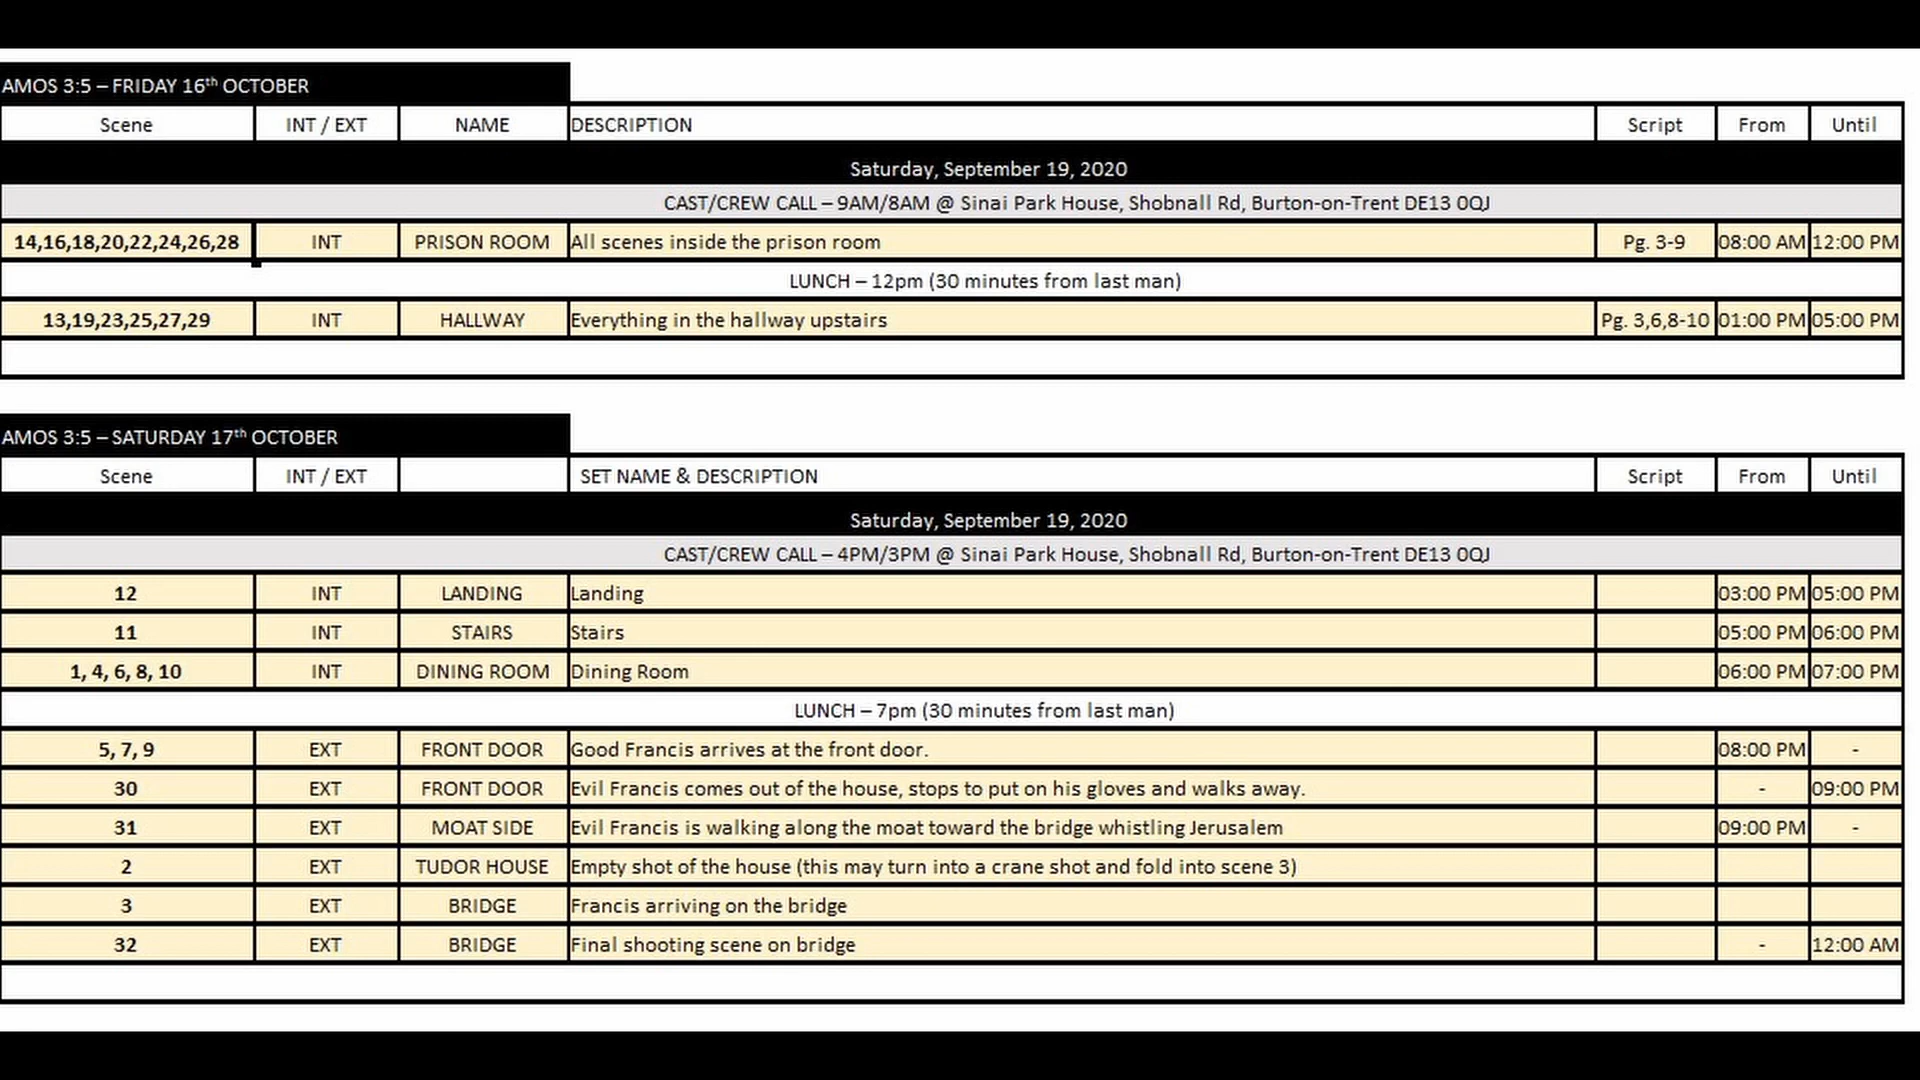 AMOS 3:5 – FRIDAY 16th OCTOBER
Scene INT / EXT NAME DESCRIPTION Script From Until
Saturday, September 19, 2020
CAST/CREW CALL – 9AM/8AM @ Sinai Park House, Shobnall Rd, Burton-on-Trent DE13 0QJ
14,16,18,20,22,24,26,28 INT PRISON ROOM All scenes inside the prison room Pg. 3-9 08:00 AM 12:00 PM
LUNCH – 12pm (30 minutes from last man)
13,19,23,25,27,29 INT HALLWAY Everything in the hallway upstairs Pg. 3,6,8-10 01:00 PM 05:00 PM
AMOS 3:5 – SATURDAY 17th OCTOBER
Scene INT / EXT SET NAME & DESCRIPTION Script From Until
Saturday, September 19, 2020
CAST/CREW CALL – 4PM/3PM @ Sinai Park House, Shobnall Rd, Burton-on-Trent DE13 0QJ
12 INT LANDING Landing 03:00 PM 05:00 PM
11 INT STAIRS Stairs 05:00 PM 06:00 PM
1, 4, 6, 8, 10 INT DINING ROOM Dining Room 06:00 PM 07:00 PM
LUNCH – 7pm (30 minutes from last man)
5, 7, 9 EXT FRONT DOOR Good Francis arrives at the front door. 08:00 PM -
30 EXT FRONT DOOR Evil Francis comes out of the house, stops to put on his gloves and walks away. - 09:00 PM
31 EXT MOAT SIDE Evil Francis is walking along the moat toward the bridge whistling Jerusalem 09:00 PM -
2 EXT TUDOR HOUSE Empty shot of the house (this may turn into a crane shot and fold into scene 3)
3 EXT BRIDGE Francis arriving on the bridge
32 EXT BRIDGE Final shooting scene on bridge - 12:00 AM